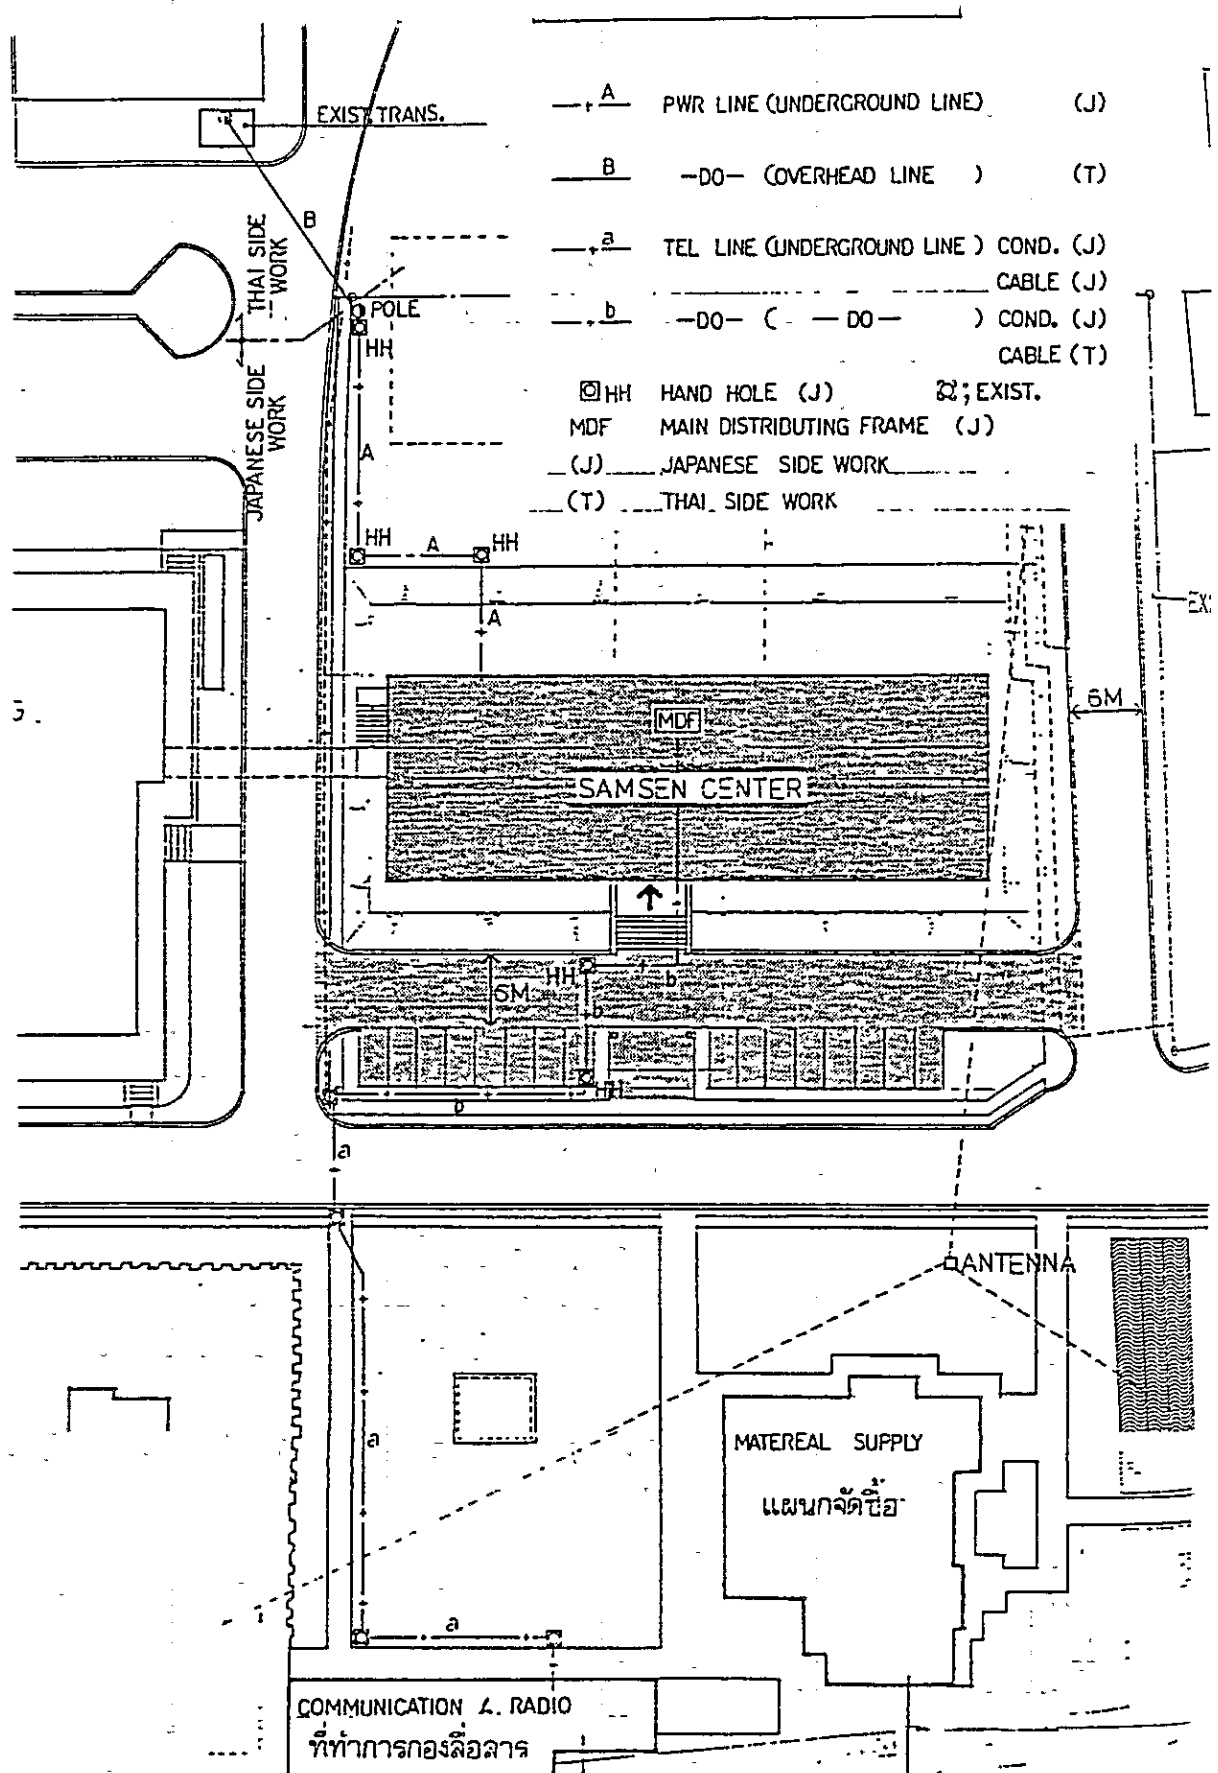 EXIST. TRANS.
A PWR LINE (UNDERGROUND LINE) (J)
B -DO- (OVERHEAD LINE ) (T)
a TEL LINE (UNDERGROUND LINE) COND. (J)
CABLE (J)
b -DO- ( -DO- ) COND. (J)
CABLE (T)
HH HAND HOLE (J) ; EXIST.
MDF MAIN DISTRIBUTING FRAME (J)
(J) JAPANESE SIDE WORK
(T) THAI SIDE WORK
B
THAI SIDE
WORK
JAPANESE SIDE
WORK
POLE
HH
A
HH
A
HH
A
MDF
SAMSEN CENTER
6M
HH
6M
b
b
HH
b
a
ANTENNA
a
MATEREAL SUPPLY
แผนกจัดซื้อ
a
COMMUNICATION &. RADIO
ที่ทำการกองสื่อสาร